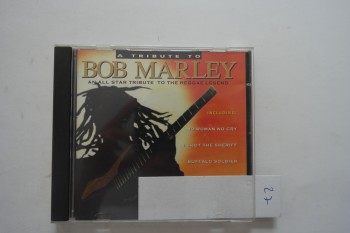 A TRIBUTE TO
BOB MARLEY
AN ALL STAR TRIBUTE TO THE REGGAE LEGEND
INCLUDING
NO WOMAN NO CRY
I SHOT THE SHERIFF
BUFFALO SOLDIER